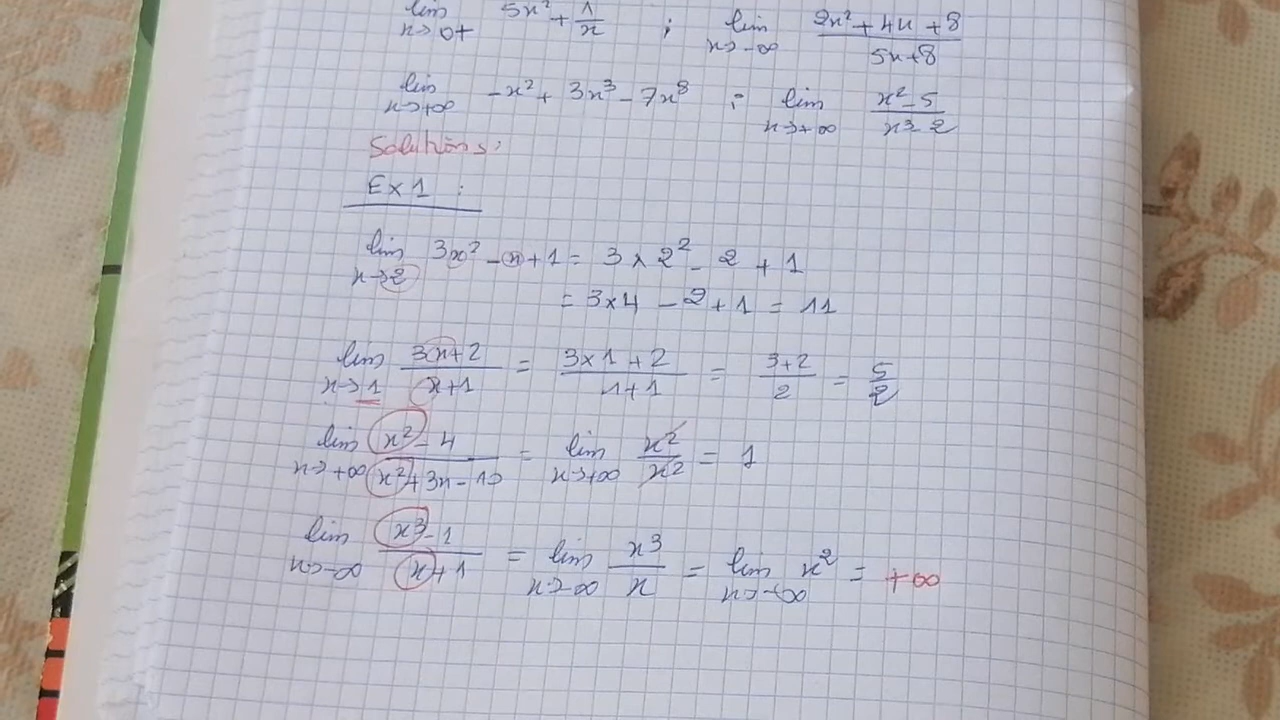 lim x→0+ 5x² + 1/x ; lim x→-∞ 2x² + 4x + 8 / 5x+8
lim x→+∞ -x² + 3x³ - 7x⁸ ; lim x→+∞ x²-5 / x³-2
Solutions:
Ex 1 :
lim x→2 3x² - x + 1 = 3 × 2² - 2 + 1
= 3×4 - 2 + 1 = 11
lim x→1 3x+2 / x+1 = 3×1+2 / 1+1 = 3+2 / 2 = 5/2
lim x→+∞ x²-4 / x²+3x-10 = lim x→+∞ x²/x² = 1
lim x→-∞ x³-1 / x+1 = lim x→-∞ x³/x = lim x→-∞ x² = +∞